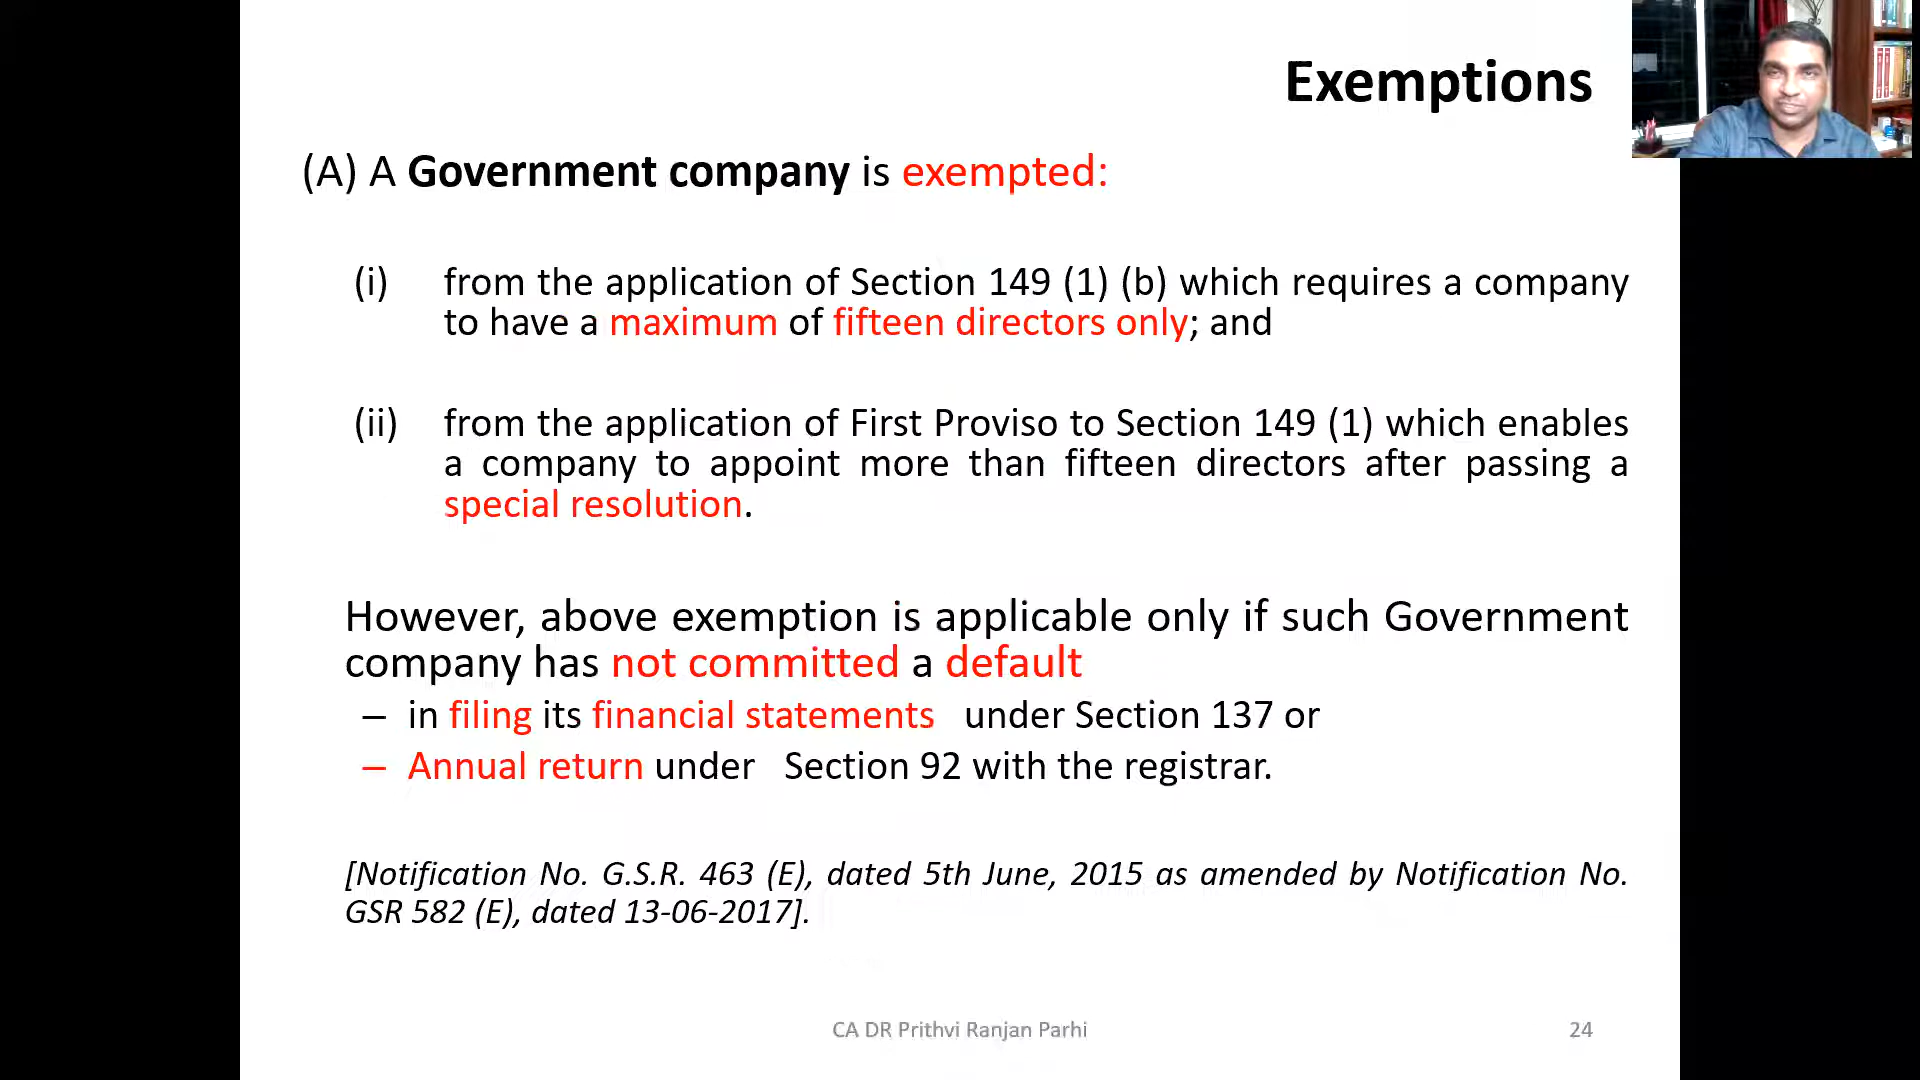 Exemptions
(A) A Government company is exempted:
(i) from the application of Section 149 (1) (b) which requires a company
to have a maximum of fifteen directors only; and
(ii) from the application of First Proviso to Section 149 (1) which enables
a company to appoint more than fifteen directors after passing a
special resolution.
However, above exemption is applicable only if such Government
company has not committed a default
– in filing its financial statements under Section 137 or
– Annual return under Section 92 with the registrar.
[Notification No. G.S.R. 463 (E), dated 5th June, 2015 as amended by Notification No.
GSR 582 (E), dated 13-06-2017].
CA DR Prithvi Ranjan Parhi
24